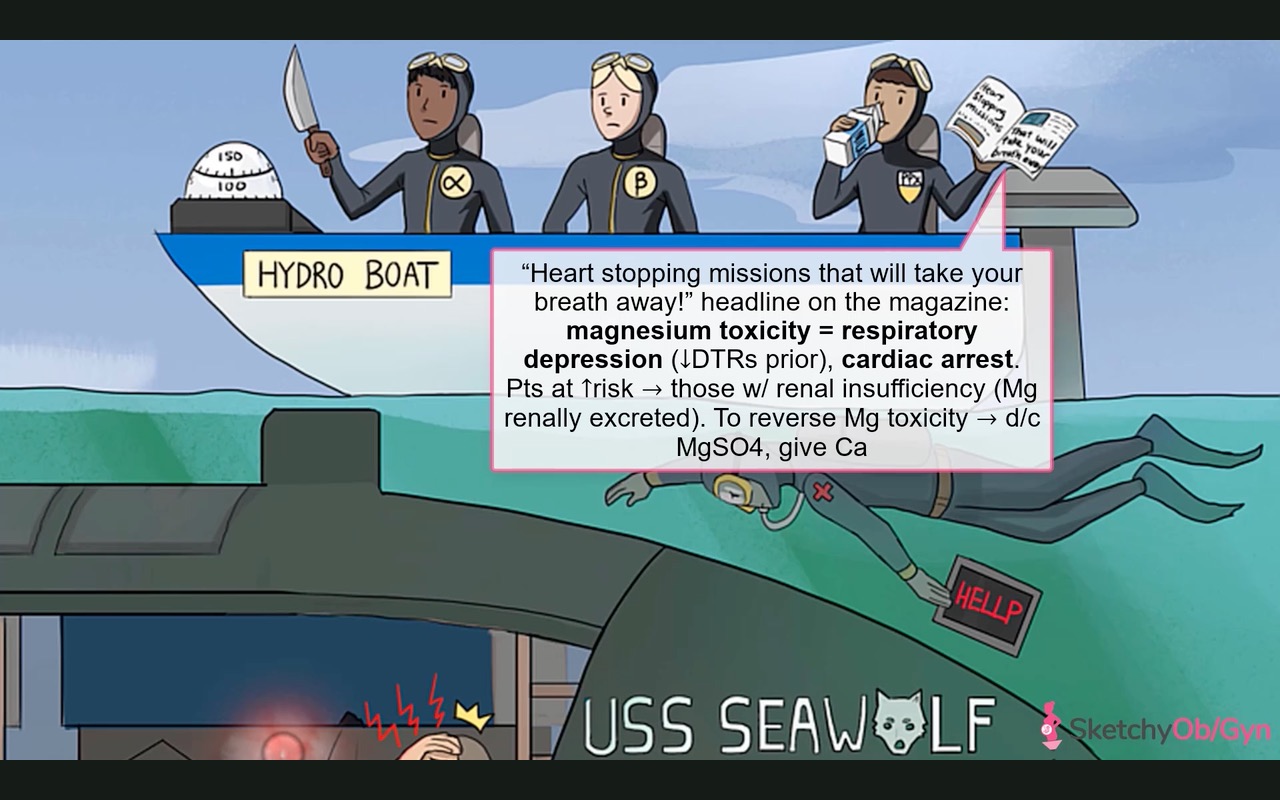 150
100
α
β
Heart
Stopping
missions
that will
take your
breath away
HYDRO BOAT
“Heart stopping missions that will take your
breath away!” headline on the magazine:
magnesium toxicity = respiratory
depression (↓DTRs prior), cardiac arrest.
Pts at ↑risk → those w/ renal insufficiency (Mg
renally excreted). To reverse Mg toxicity → d/c
MgSO4, give Ca
HELLP
USS SEAWOLF
SketchyOb/Gyn